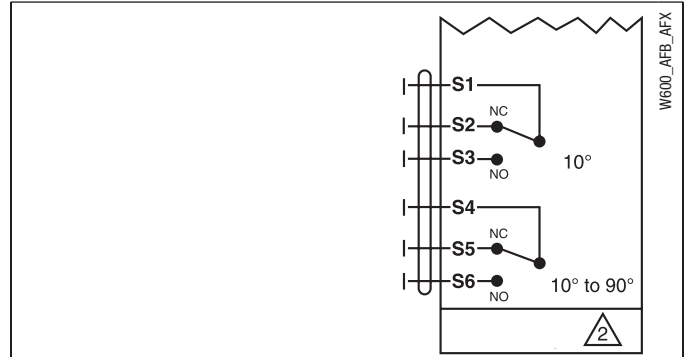 W600_AFB_AFX
S1
NC
S2
S3
NO
10°
S4
NC
S5
S6
NO
10° to 90°
2